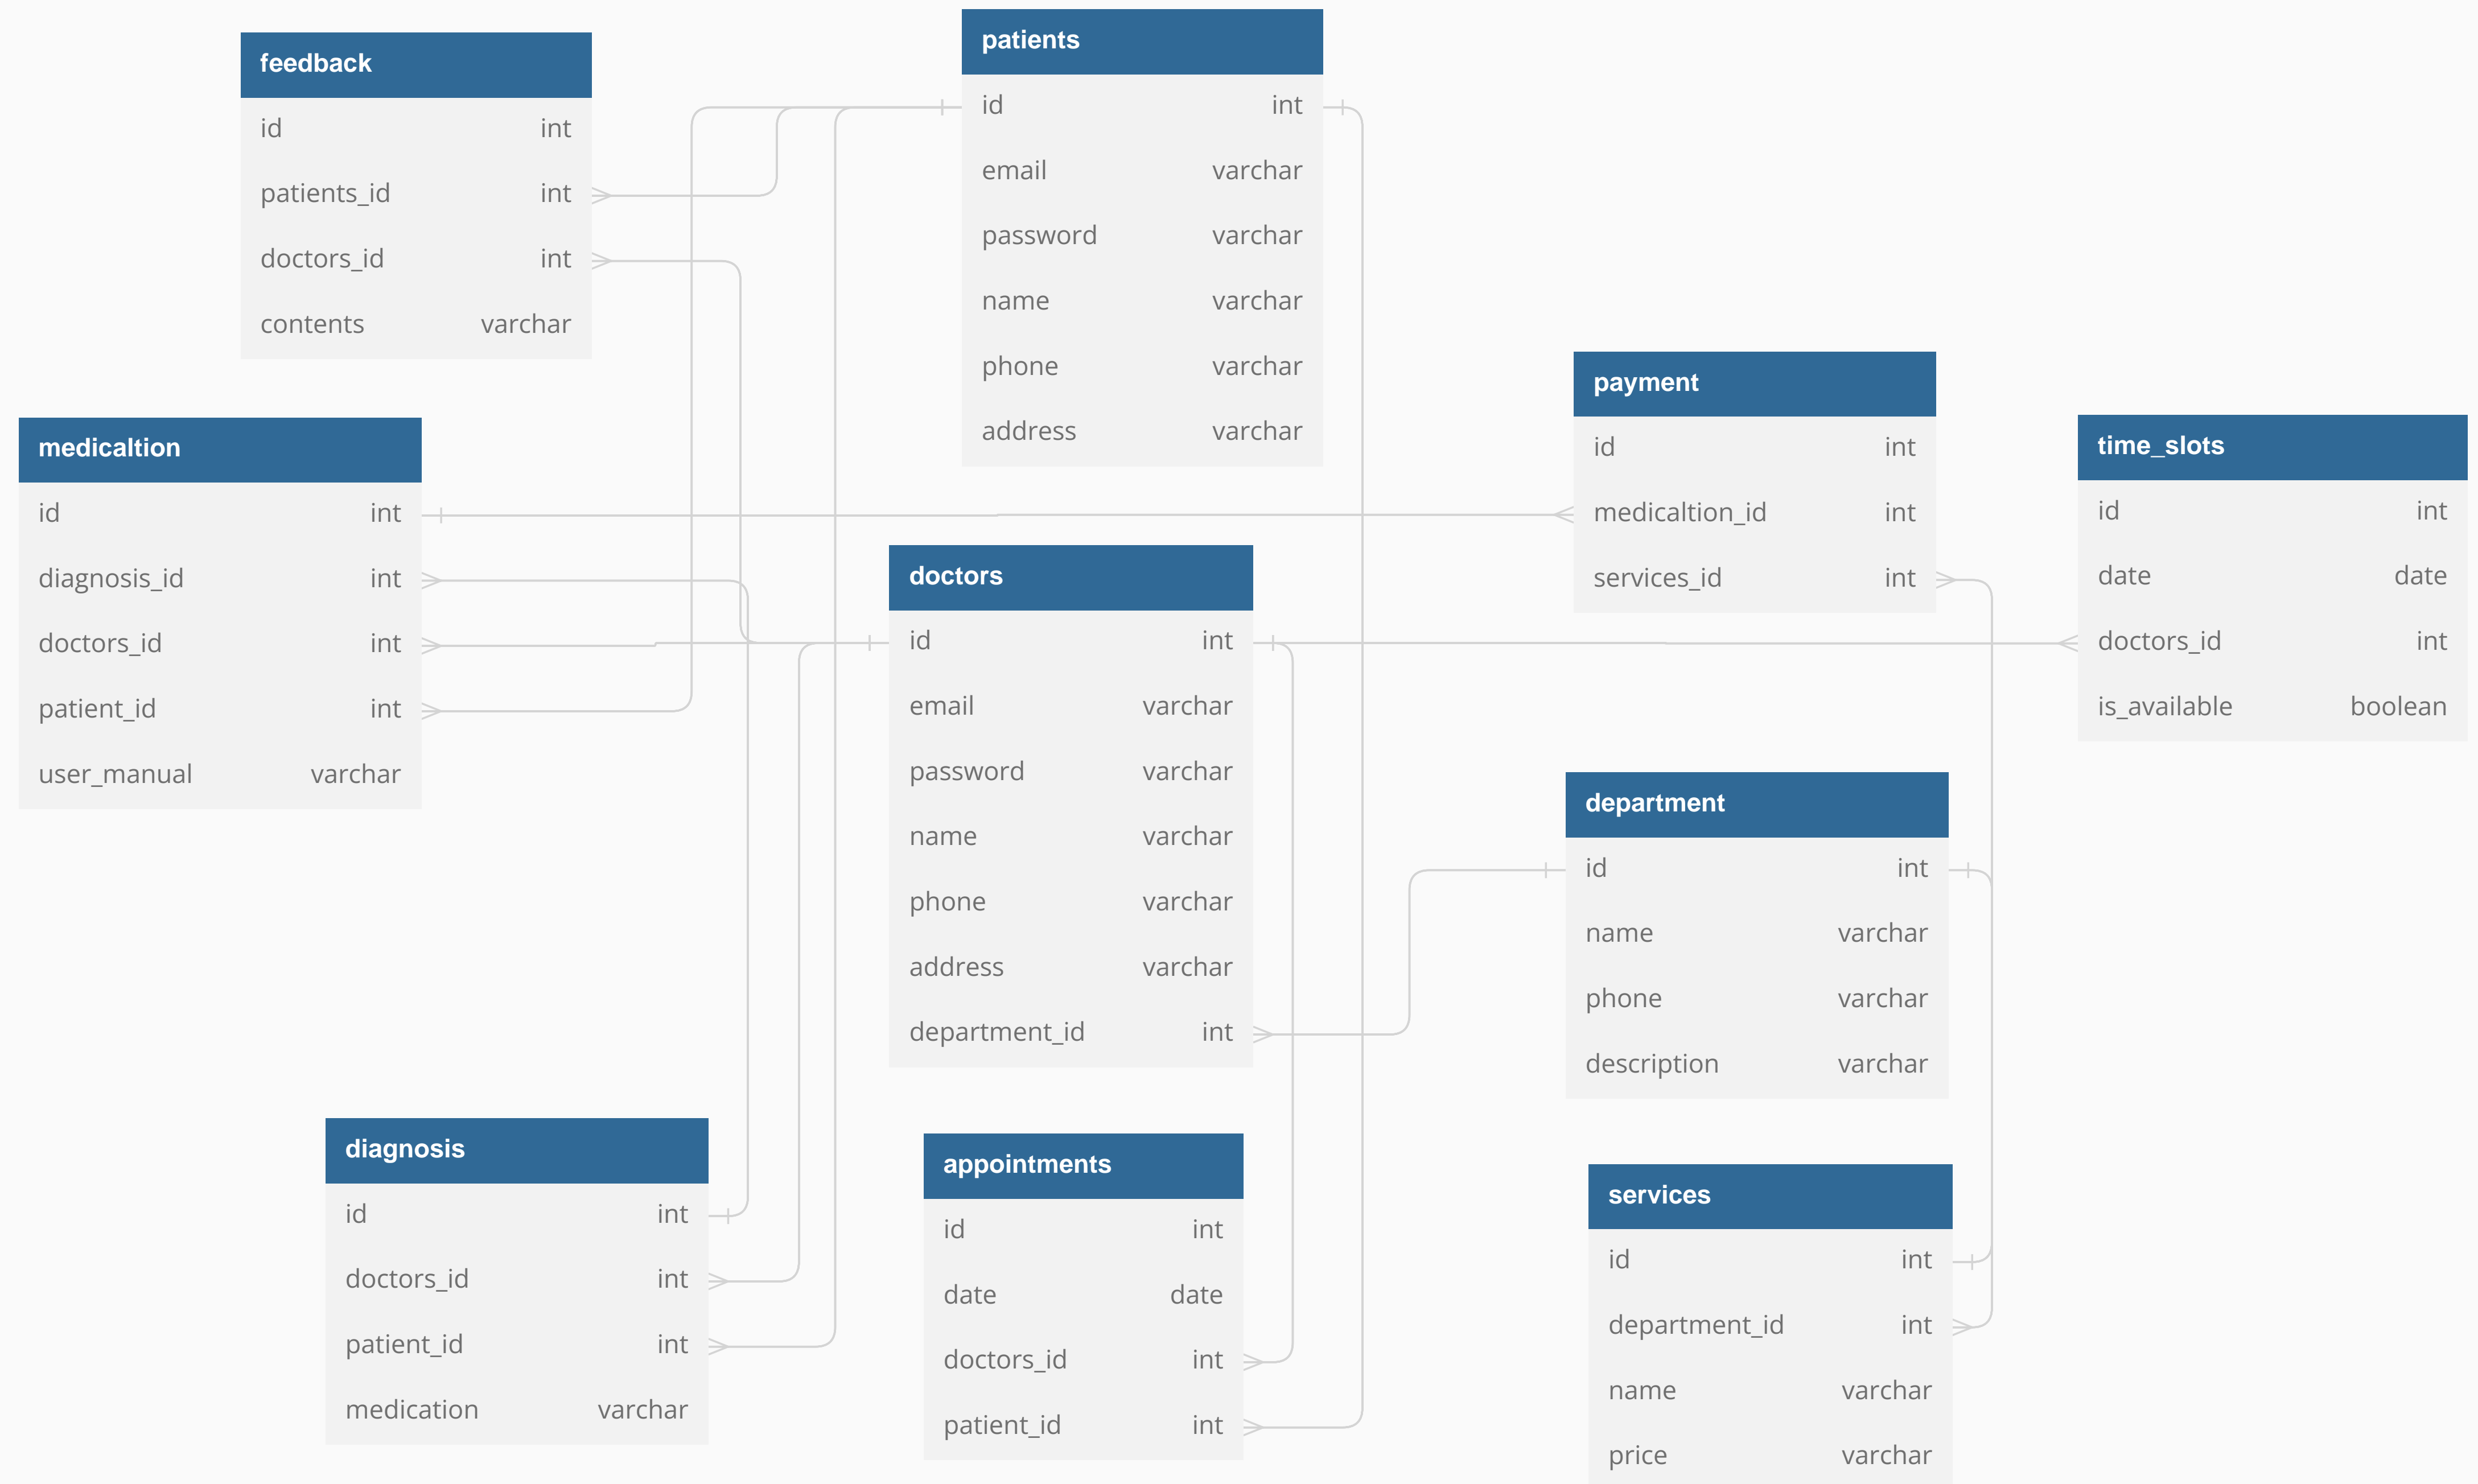 feedback
id int
patients_id int
doctors_id int
contents varchar
patients
id int
email varchar
password varchar
name varchar
phone varchar
address varchar
medicaltion
id int
diagnosis_id int
doctors_id int
patient_id int
user_manual varchar
payment
id int
medicaltion_id int
services_id int
time_slots
id int
date date
doctors_id int
is_available boolean
doctors
id int
email varchar
password varchar
name varchar
phone varchar
address varchar
department_id int
department
id int
name varchar
phone varchar
description varchar
diagnosis
id int
doctors_id int
patient_id int
medication varchar
appointments
id int
date date
doctors_id int
patient_id int
services
id int
department_id int
name varchar
price varchar